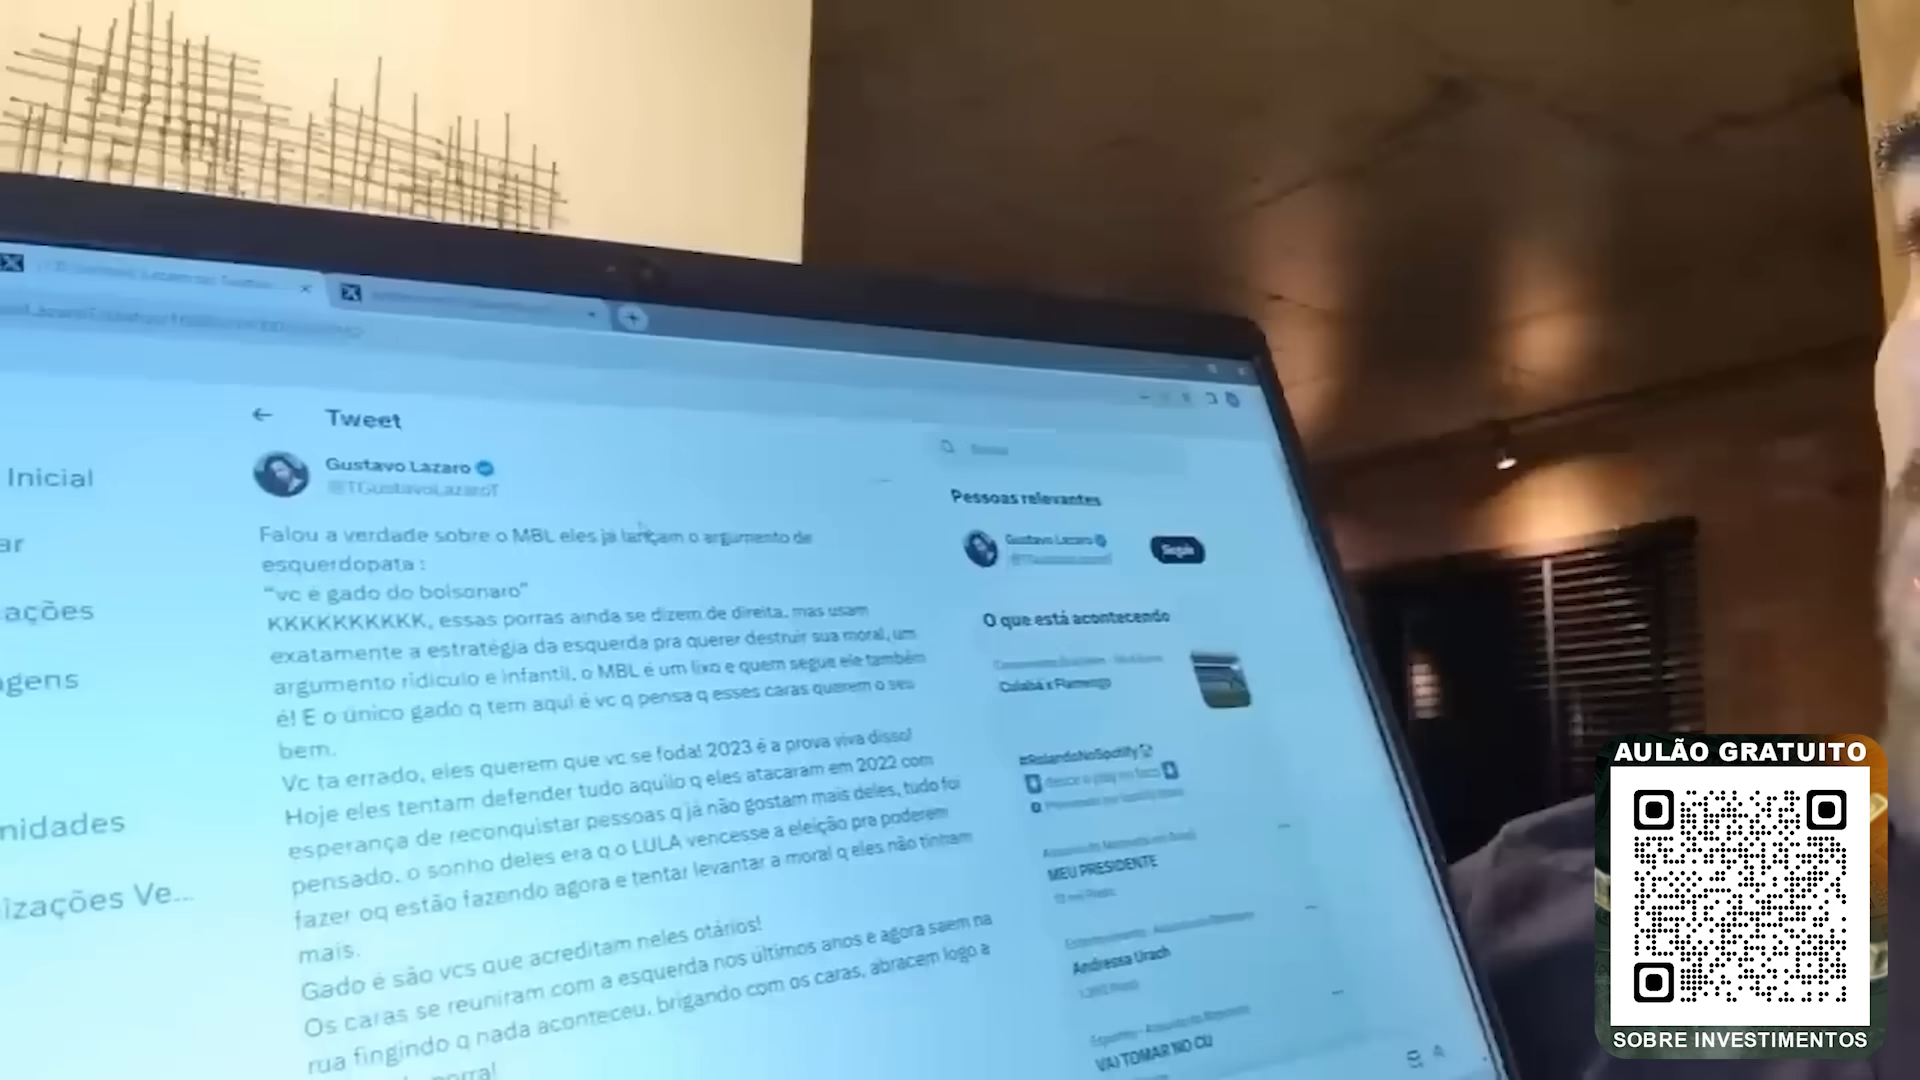 Tweet
Inicial
ar
ações
agens
nidades
izações Ve...
Gustavo Lazaro
@TGustavoLazaroT
Falou a verdade sobre o MBL eles já lançam o argumento de
esquerdopata :
"vc é gado do bolsonaro"
KKKKKKKKKK, essas porras ainda se dizem de direita, mas usam
exatamente a estratégia da esquerda pra querer destruir sua moral, um
argumento ridículo e infantil, o MBL é um lixo e quem segue ele também
é! E o único gado q tem aqui é vc q pensa q esses caras querem o seu
bem.
Vc ta errado, eles querem que vc se foda! 2023 é a prova viva disso!
Hoje eles tentam defender tudo aquilo q eles atacaram em 2022 com
esperança de reconquistar pessoas q já não gostam mais deles, tudo foi
pensado, o sonho deles era q o LULA vencesse a eleição pra poderem
fazer oq estão fazendo agora e tentar levantar a moral q eles não tinham
mais.
Gado é são vcs que acreditam neles otários!
Os caras se reuniram com a esquerda nos últimos anos e agora saem na
rua fingindo q nada aconteceu, brigando com os caras, abracem logo a
porra!
Pessoas relevantes
Gustavo Lazaro
Seguir
O que está acontecendo
Cuiabá x Flamengo
#RolandoNoSpotify
MEU PRESIDENTE
Andressa Urach
VAI TOMAR NO CU
AULÃO GRATUITO
SOBRE INVESTIMENTOS